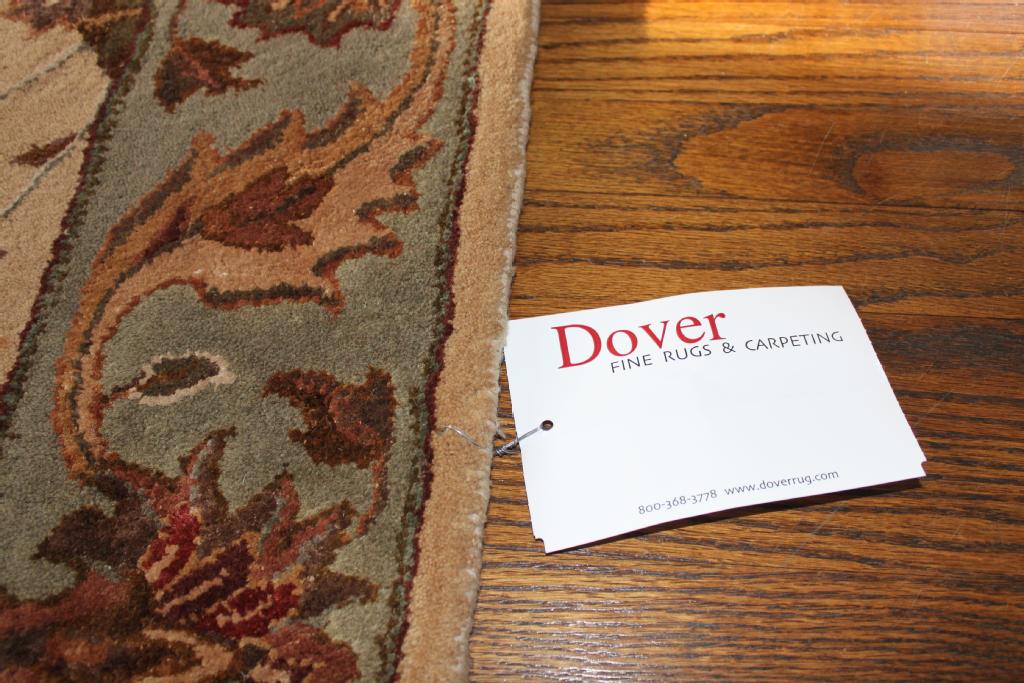 Dover
FINE RUGS & CARPETING
800-368-3778 www.doverrug.com